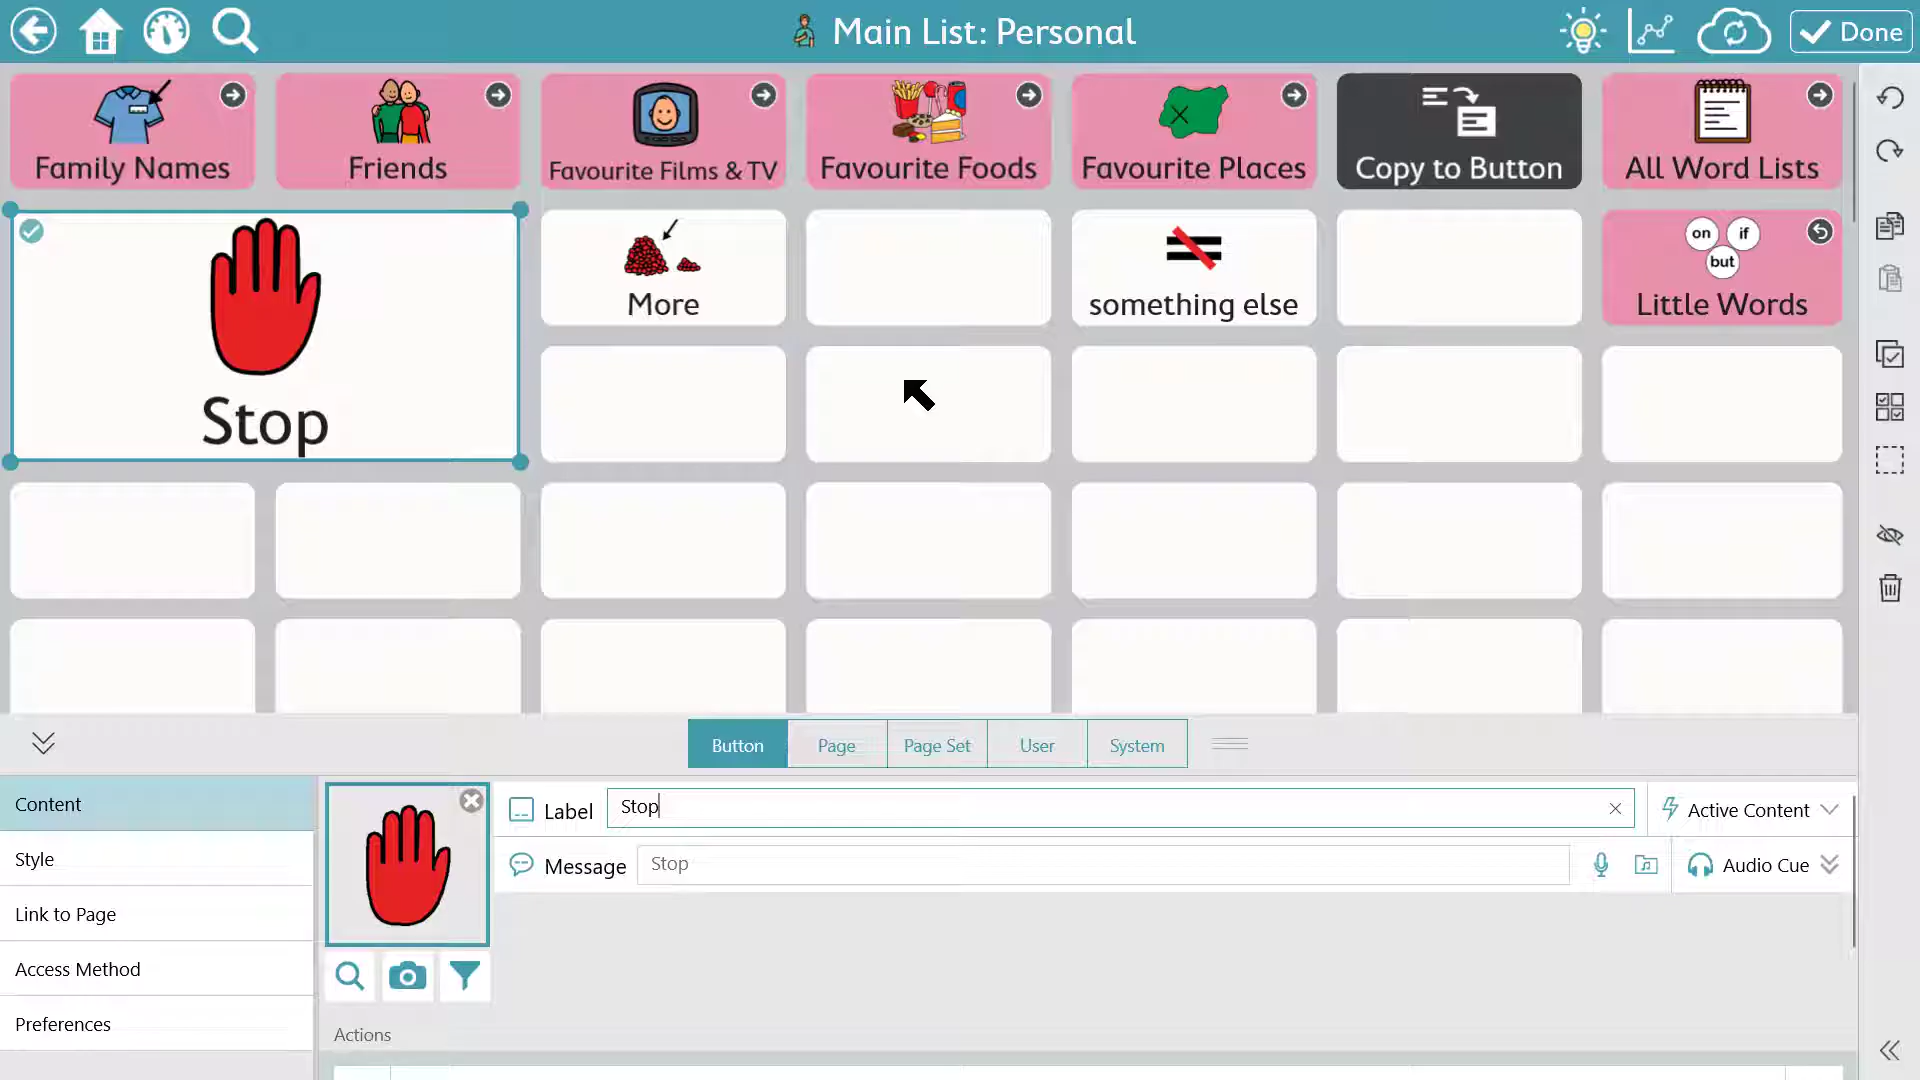 Main List: Personal
Done
Family Names
Friends
Favourite Films & TV
Favourite Foods
Favourite Places
Copy to Button
All Word Lists
Stop
More
something else
on
if
but
Little Words
Button
Page
Page Set
User
System
Content
Style
Link to Page
Access Method
Preferences
Label
Stop
Active Content
Message
Stop
Audio Cue
Actions